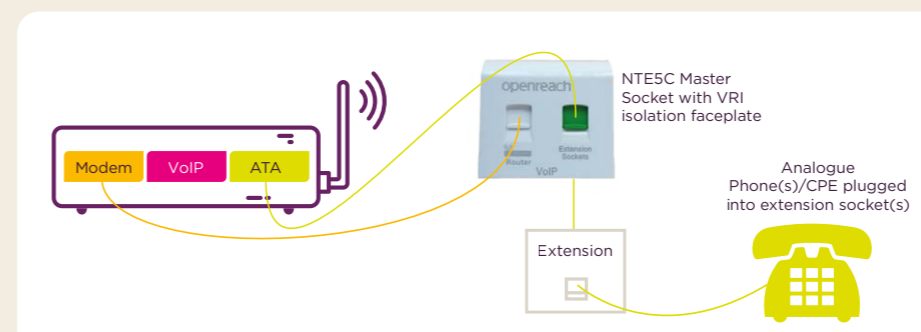 Modem
VoIP
ATA
openreach
Router
Extension
Sockets
VoIP
NTE5C Master
Socket with VRI
isolation faceplate
Extension
Analogue
Phone(s)/CPE plugged
into extension socket(s)